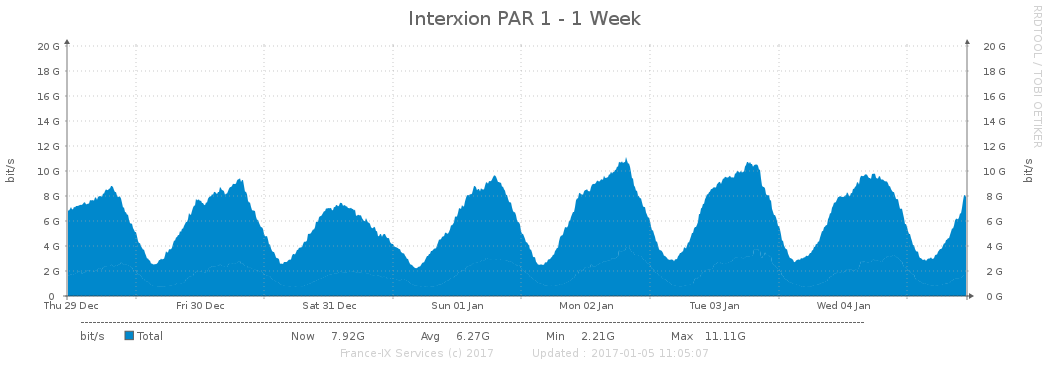 Interxion PAR 1 - 1 Week
RRDTOOL / TOBI OETIKER
bit/s
20 G
18 G
16 G
14 G
12 G
10 G
8 G
6 G
4 G
2 G
0
20 G
18 G
16 G
14 G
12 G
10 G
8 G
6 G
4 G
2 G
0 G
bit/s
Thu 29 Dec Fri 30 Dec Sat 31 Dec Sun 01 Jan Mon 02 Jan Tue 03 Jan Wed 04 Jan
bit/s Total Now 7.92G Avg 6.27G Min 2.21G Max 11.11G
France-IX Services (c) 2017 Updated : 2017-01-05 11:05:07